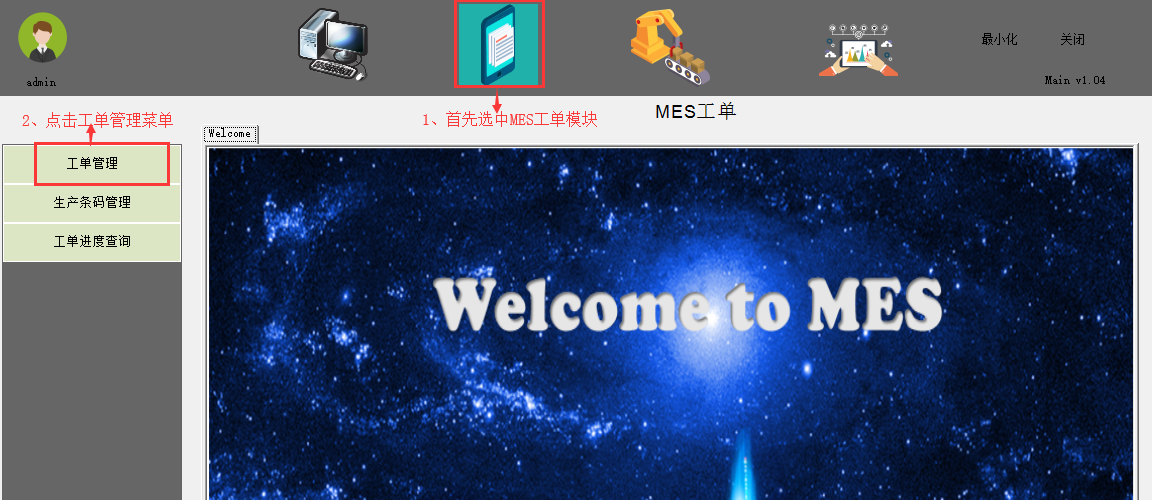 最小化 关闭
admin
Main v1.04
MES工单
2、点击工单管理菜单
1、首先选中MES工单模块
Welcome
工单管理
生产条码管理
工单进度查询
Welcome to MES